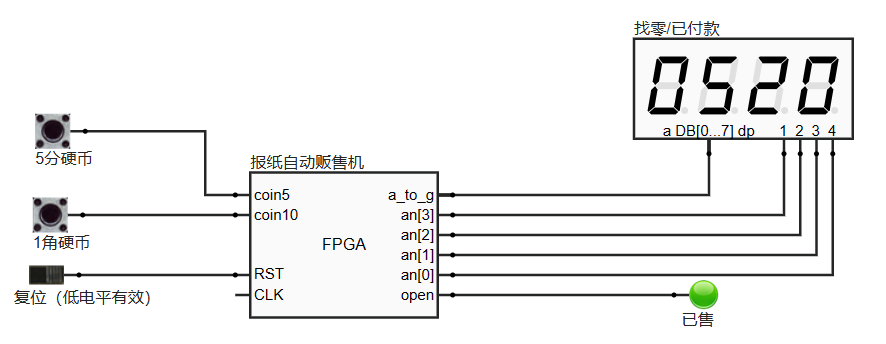 找零/已付款
0520
a DB[0...7] dp 1 2 3 4
5分硬币
报纸自动贩售机
coin5 a_to_g
coin10 an[3]
1角硬币
FPGA an[2]
an[1]
RST an[0]
复位（低电平有效）
CLK open
已售